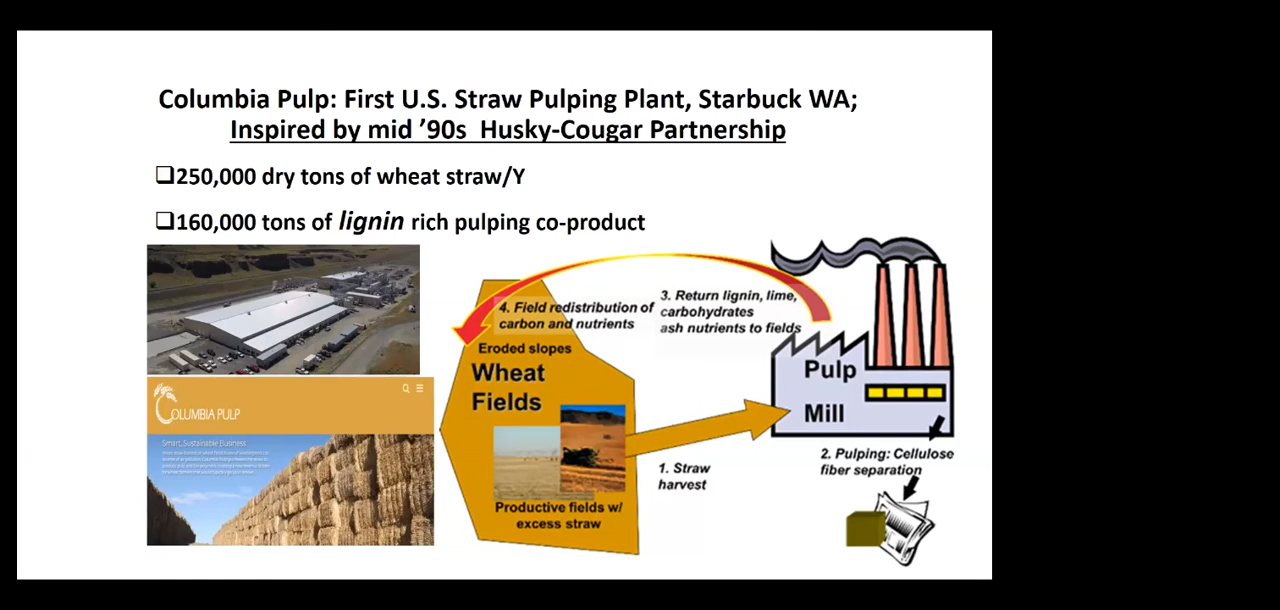 Columbia Pulp: First U.S. Straw Pulping Plant, Starbuck WA;
Inspired by mid ’90s Husky-Cougar Partnership
❑250,000 dry tons of wheat straw/Y
❑160,000 tons of lignin rich pulping co-product
COLUMBIA PULP
Smart, Sustainable Business
4. Field redistribution of
carbon and nutrients
3. Return lignin, lime,
carbohydrates
ash nutrients to fields
Eroded slopes
Wheat
Fields
Productive fields w/
excess straw
1. Straw
harvest
Pulp
Mill
2. Pulping: Cellulose
fiber separation